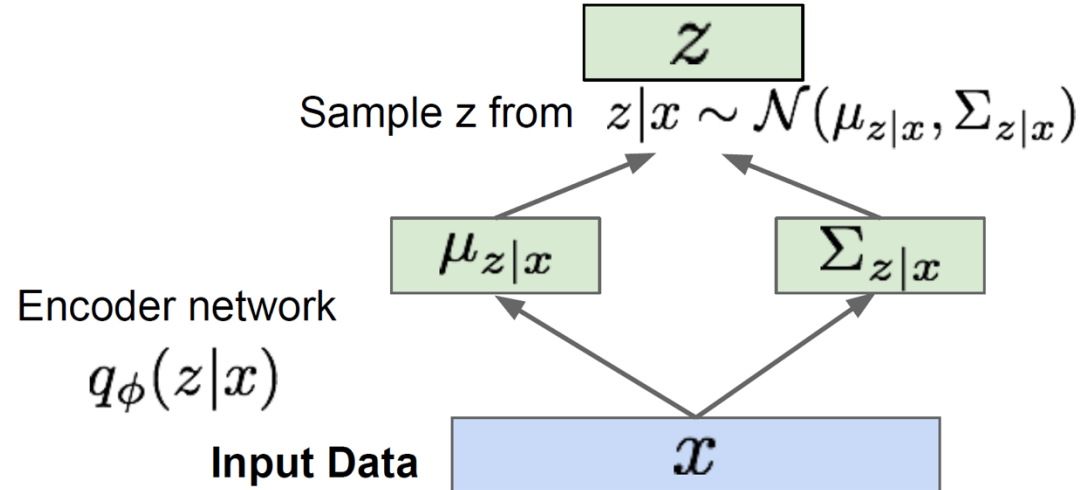 z
Sample z from z|x ∼ 𝒩(μ_{z|x}, Σ_{z|x})
μ_{z|x} Σ_{z|x}
Encoder network
q_ϕ(z|x)
Input Data x